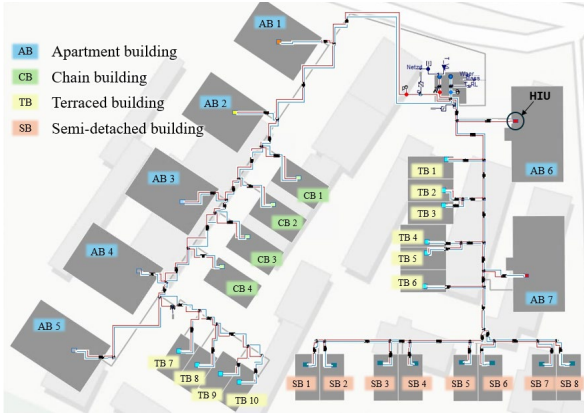 AB Apartment building
CB Chain building
TB Terraced building
SB Semi-detached building
AB 1
AB 2
AB 3
AB 4
AB 5
CB 1
CB 2
CB 3
CB 4
TB 7
TB 8
TB 9
TB 10
HIU
AB 6
TB 1
TB 2
TB 3
TB 4
TB 5
TB 6
AB 7
SB 1
SB 2
SB 3
SB 4
SB 5
SB 6
SB 7
SB 8